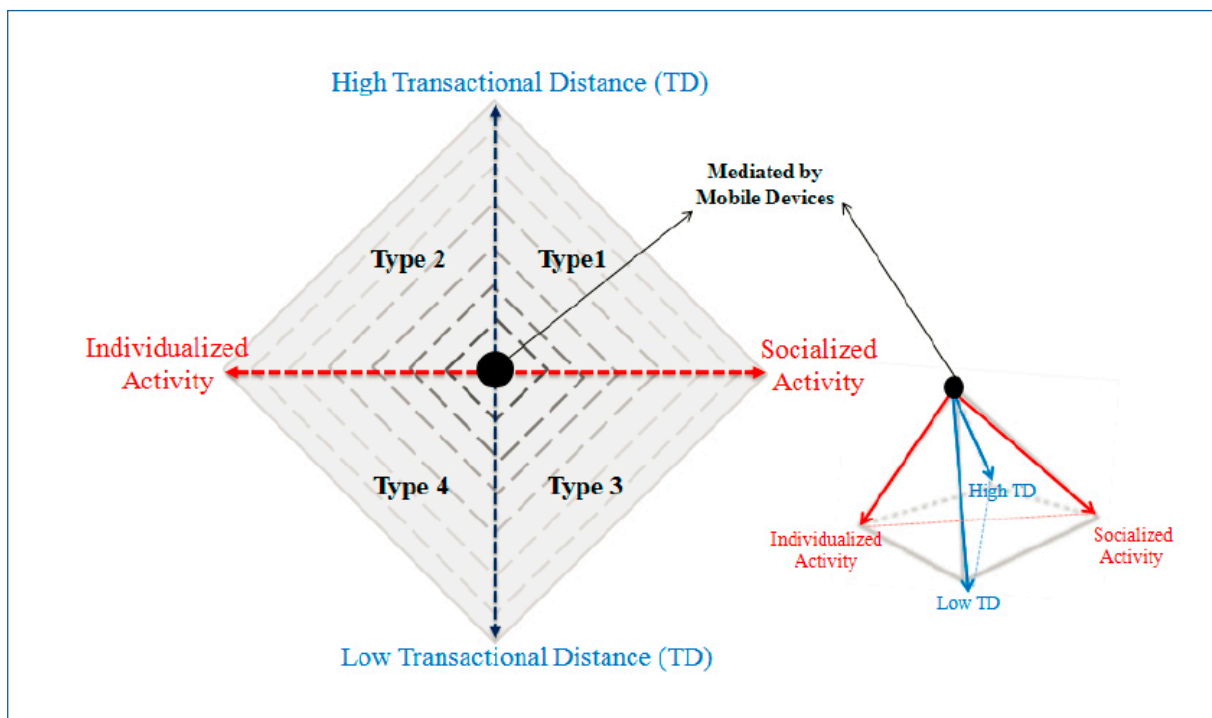 High Transactional Distance (TD)
Mediated by
Mobile Devices
Type 2
Type1
Individualized
Activity
Socialized
Activity
Type 4
Type 3
High TD
Individualized
Activity
Socialized
Activity
Low TD
Low Transactional Distance (TD)